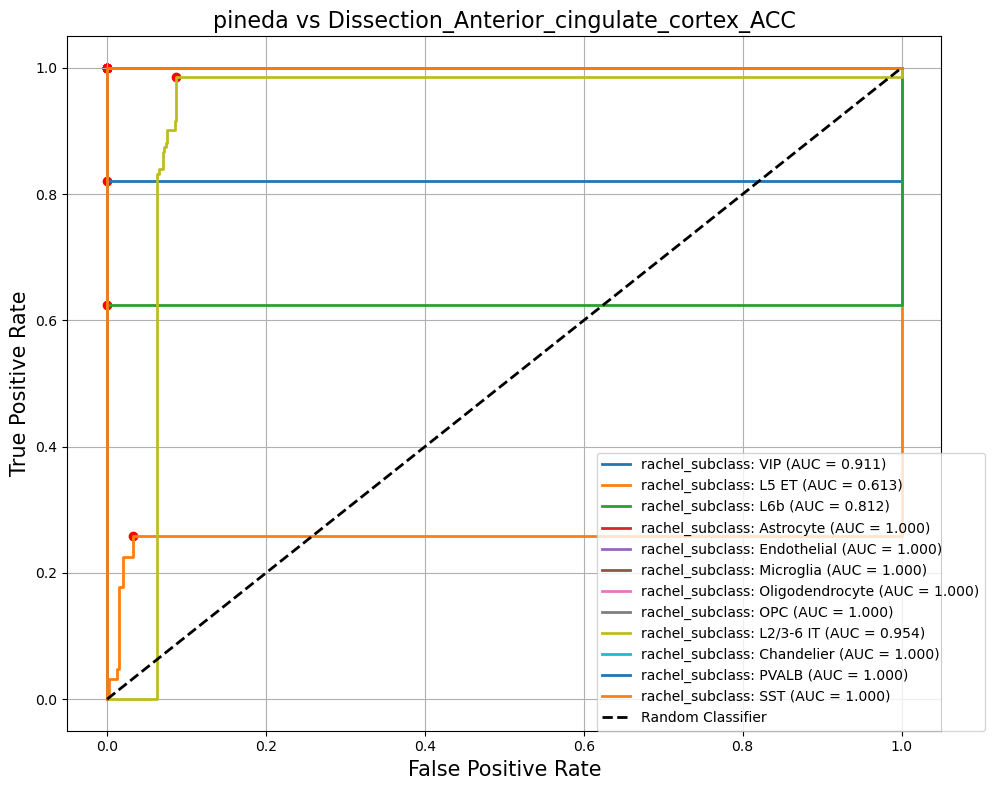 pineda vs Dissection_Anterior_cingulate_cortex_ACC
True Positive Rate
1.0
0.8
0.6
0.4
0.2
0.0
rachel_subclass: VIP (AUC = 0.911)
rachel_subclass: L5 ET (AUC = 0.613)
rachel_subclass: L6b (AUC = 0.812)
rachel_subclass: Astrocyte (AUC = 1.000)
rachel_subclass: Endothelial (AUC = 1.000)
rachel_subclass: Microglia (AUC = 1.000)
rachel_subclass: Oligodendrocyte (AUC = 1.000)
rachel_subclass: OPC (AUC = 1.000)
rachel_subclass: L2/3-6 IT (AUC = 0.954)
rachel_subclass: Chandelier (AUC = 1.000)
rachel_subclass: PVALB (AUC = 1.000)
rachel_subclass: SST (AUC = 1.000)
Random Classifier
0.0 0.2 0.4 0.6 0.8 1.0
False Positive Rate